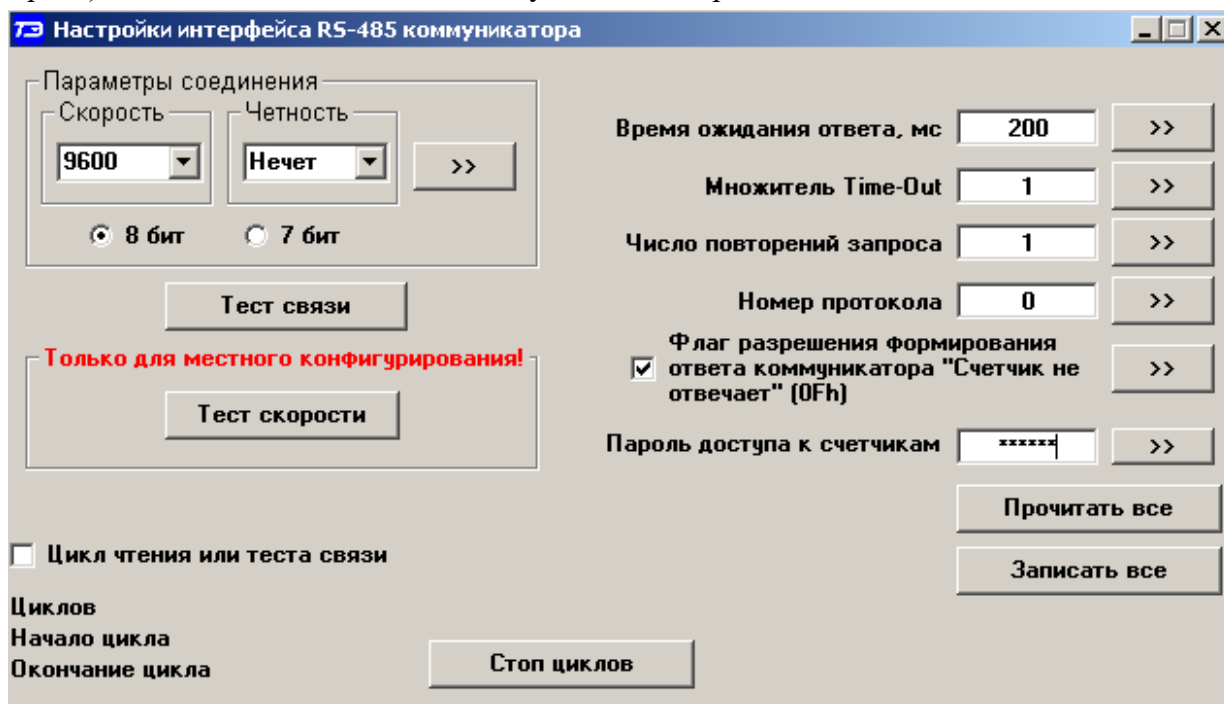 ТЭ Настройки интерфейса RS-485 коммуникатора
Параметры соединения
Скорость
Четность
9600
Нечет
>>
8 бит
7 бит
Тест связи
Только для местного конфигурирования!
Тест скорости
Цикл чтения или теста связи
Циклов
Начало цикла
Окончание цикла
Стоп циклов
Время ожидания ответа, мс 200 >>
Множитель Time-Out 1 >>
Число повторений запроса 1 >>
Номер протокола 0 >>
Флаг разрешения формирования
ответа коммуникатора "Счетчик не >>
отвечает" (0Fh)
Пароль доступа к счетчикам ****** >>
Прочитать все
Записать все